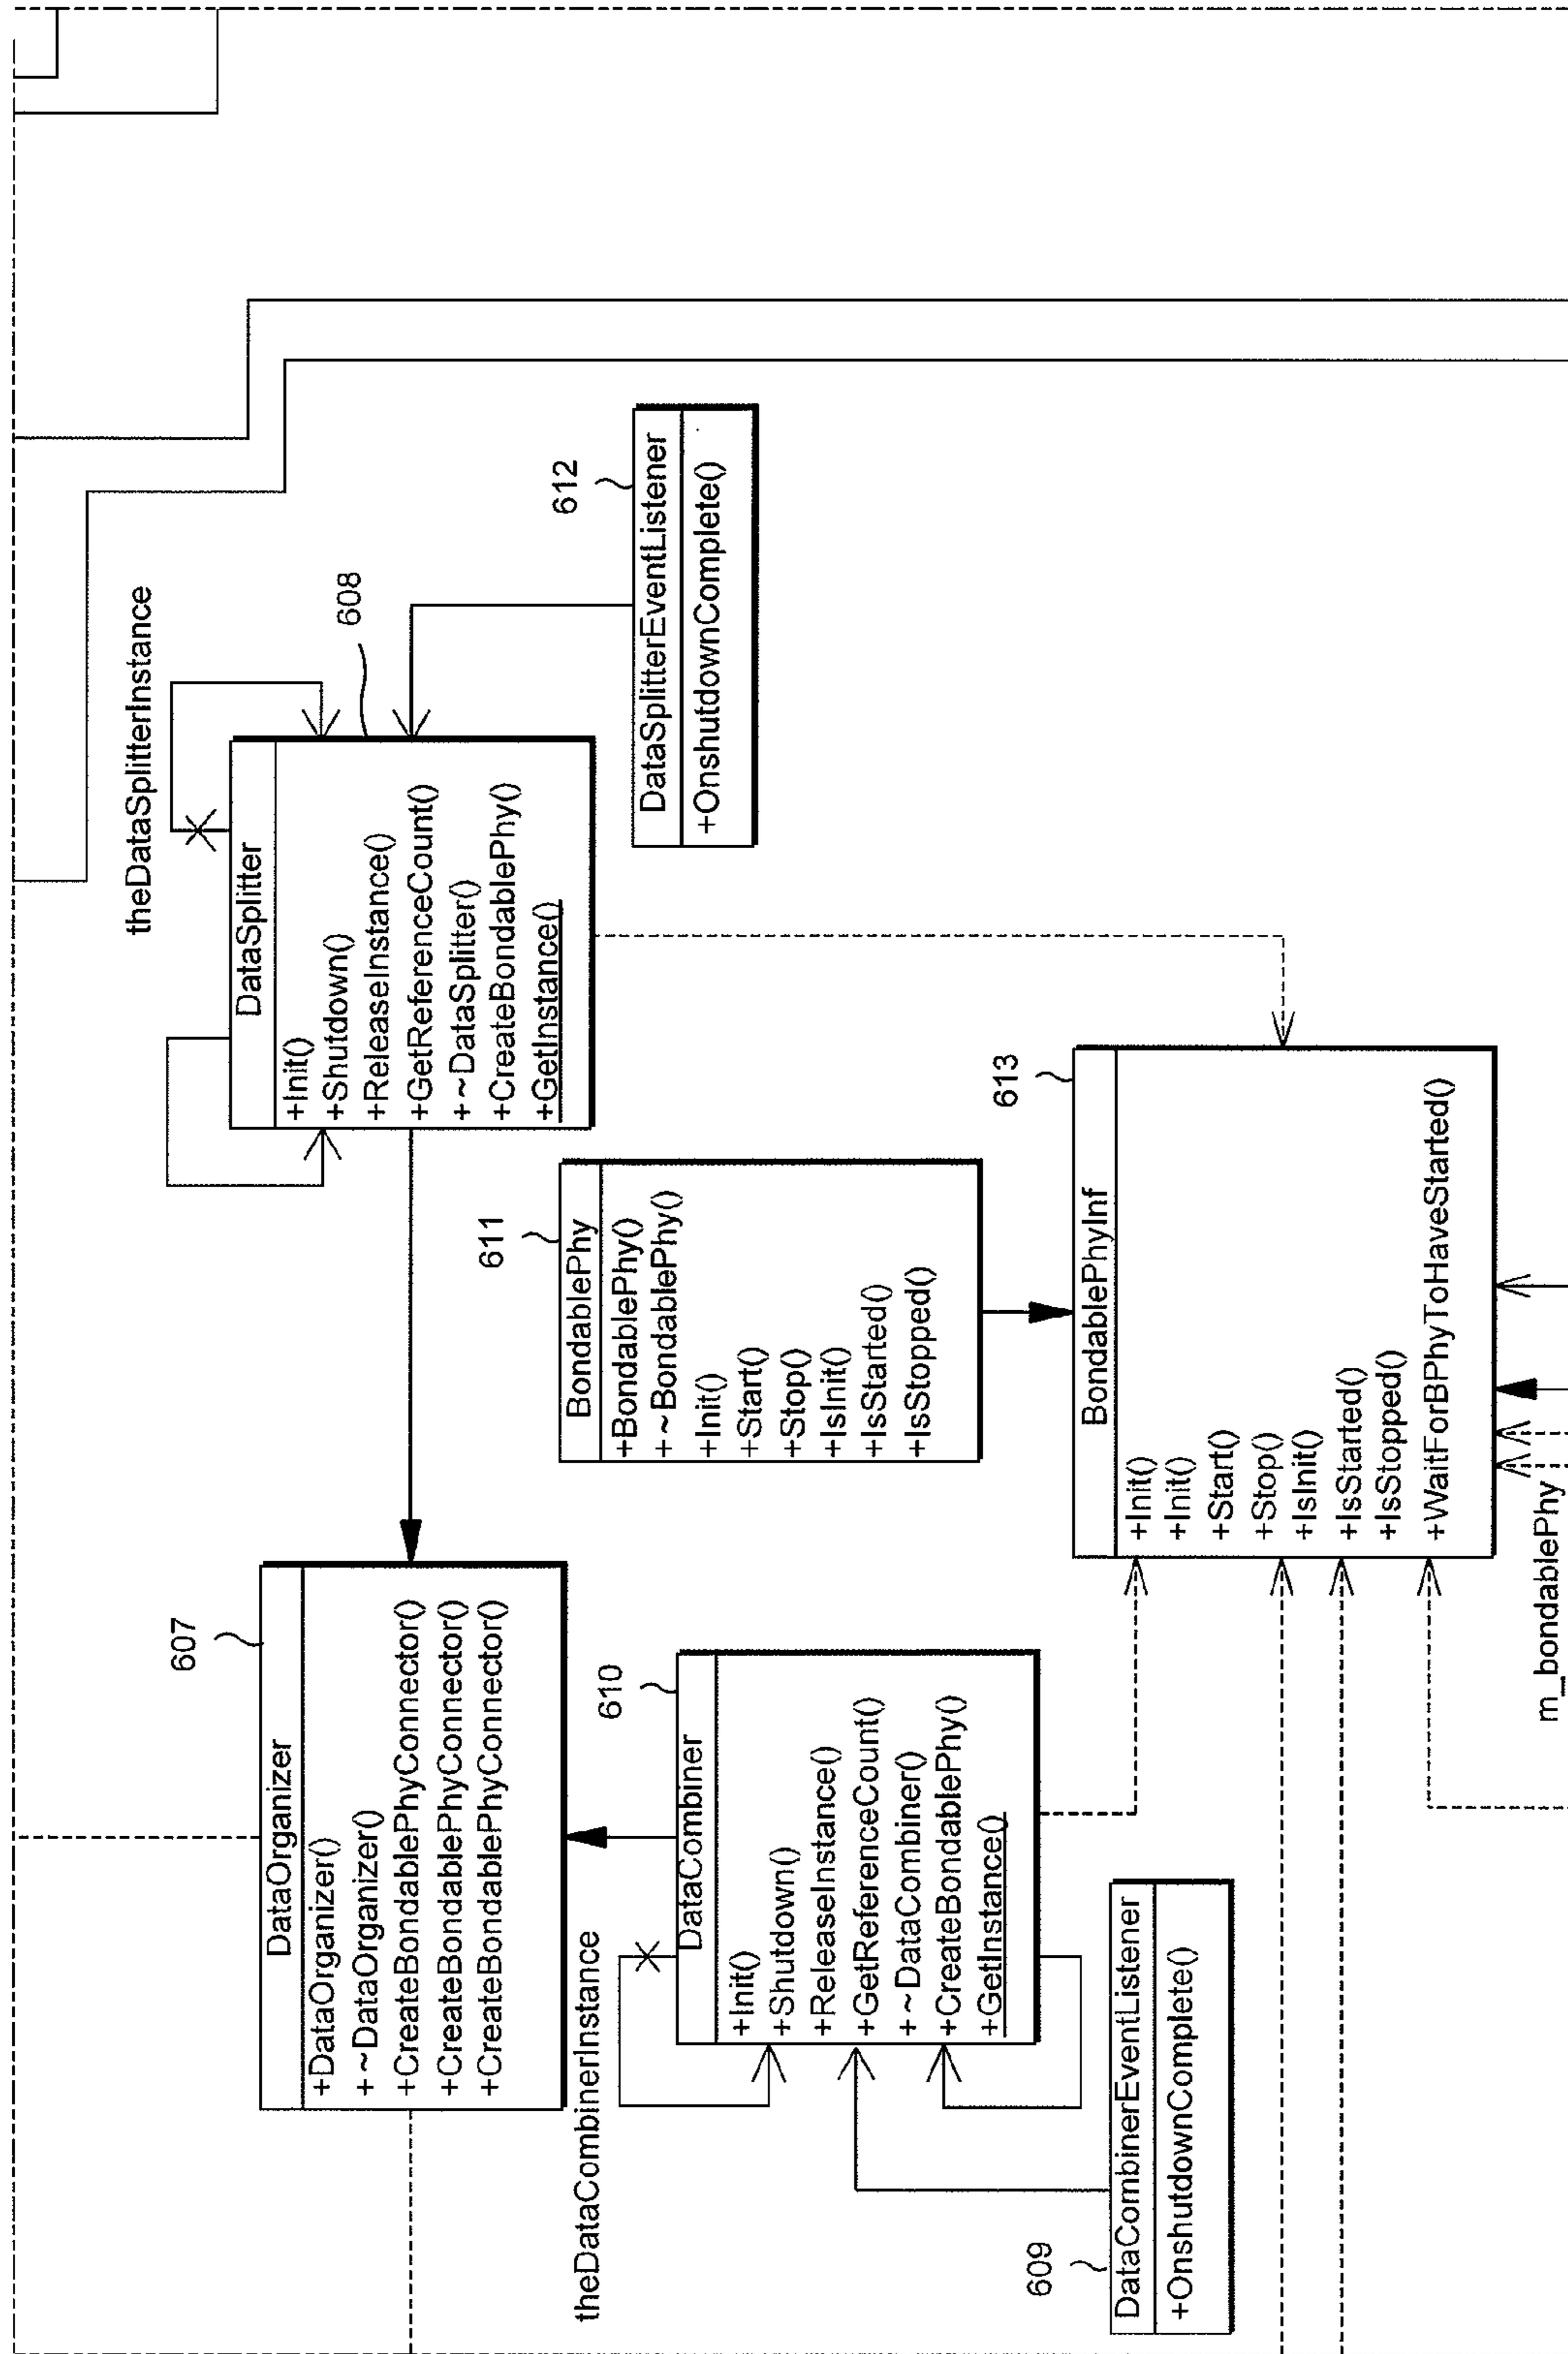 theDataSplitterInstance
608
DataSplitter
+Init()
+Shutdown()
+ReleaseInstance()
+GetReferenceCount()
+~DataSplitter()
+CreateBondablePhy()
+GetInstance()
612
DataSplitterEventListener
+OnshutdownComplete()
607
DataOrganizer
+DataOrganizer()
+~DataOrganizer()
+CreateBondablePhyConnector()
+CreateBondablePhyConnector()
+CreateBondablePhyConnector()
611
BondablePhy
+BondablePhy()
+~BondablePhy()
+Init()
+Start()
+Stop()
+IsInit()
+IsStarted()
+IsStopped()
theDataCombinerInstance
610
DataCombiner
+Init()
+Shutdown()
+ReleaseInstance()
+GetReferenceCount()
+~DataCombiner()
+CreateBondablePhy()
+GetInstance()
613
BondablePhyInf
+Init()
+Init()
+Start()
+Stop()
+IsInit()
+IsStarted()
+IsStopped()
+WaitForBPhyToHaveStarted()
609
DataCombinerEventListener
+OnshutdownComplete()
m_bondablePhy